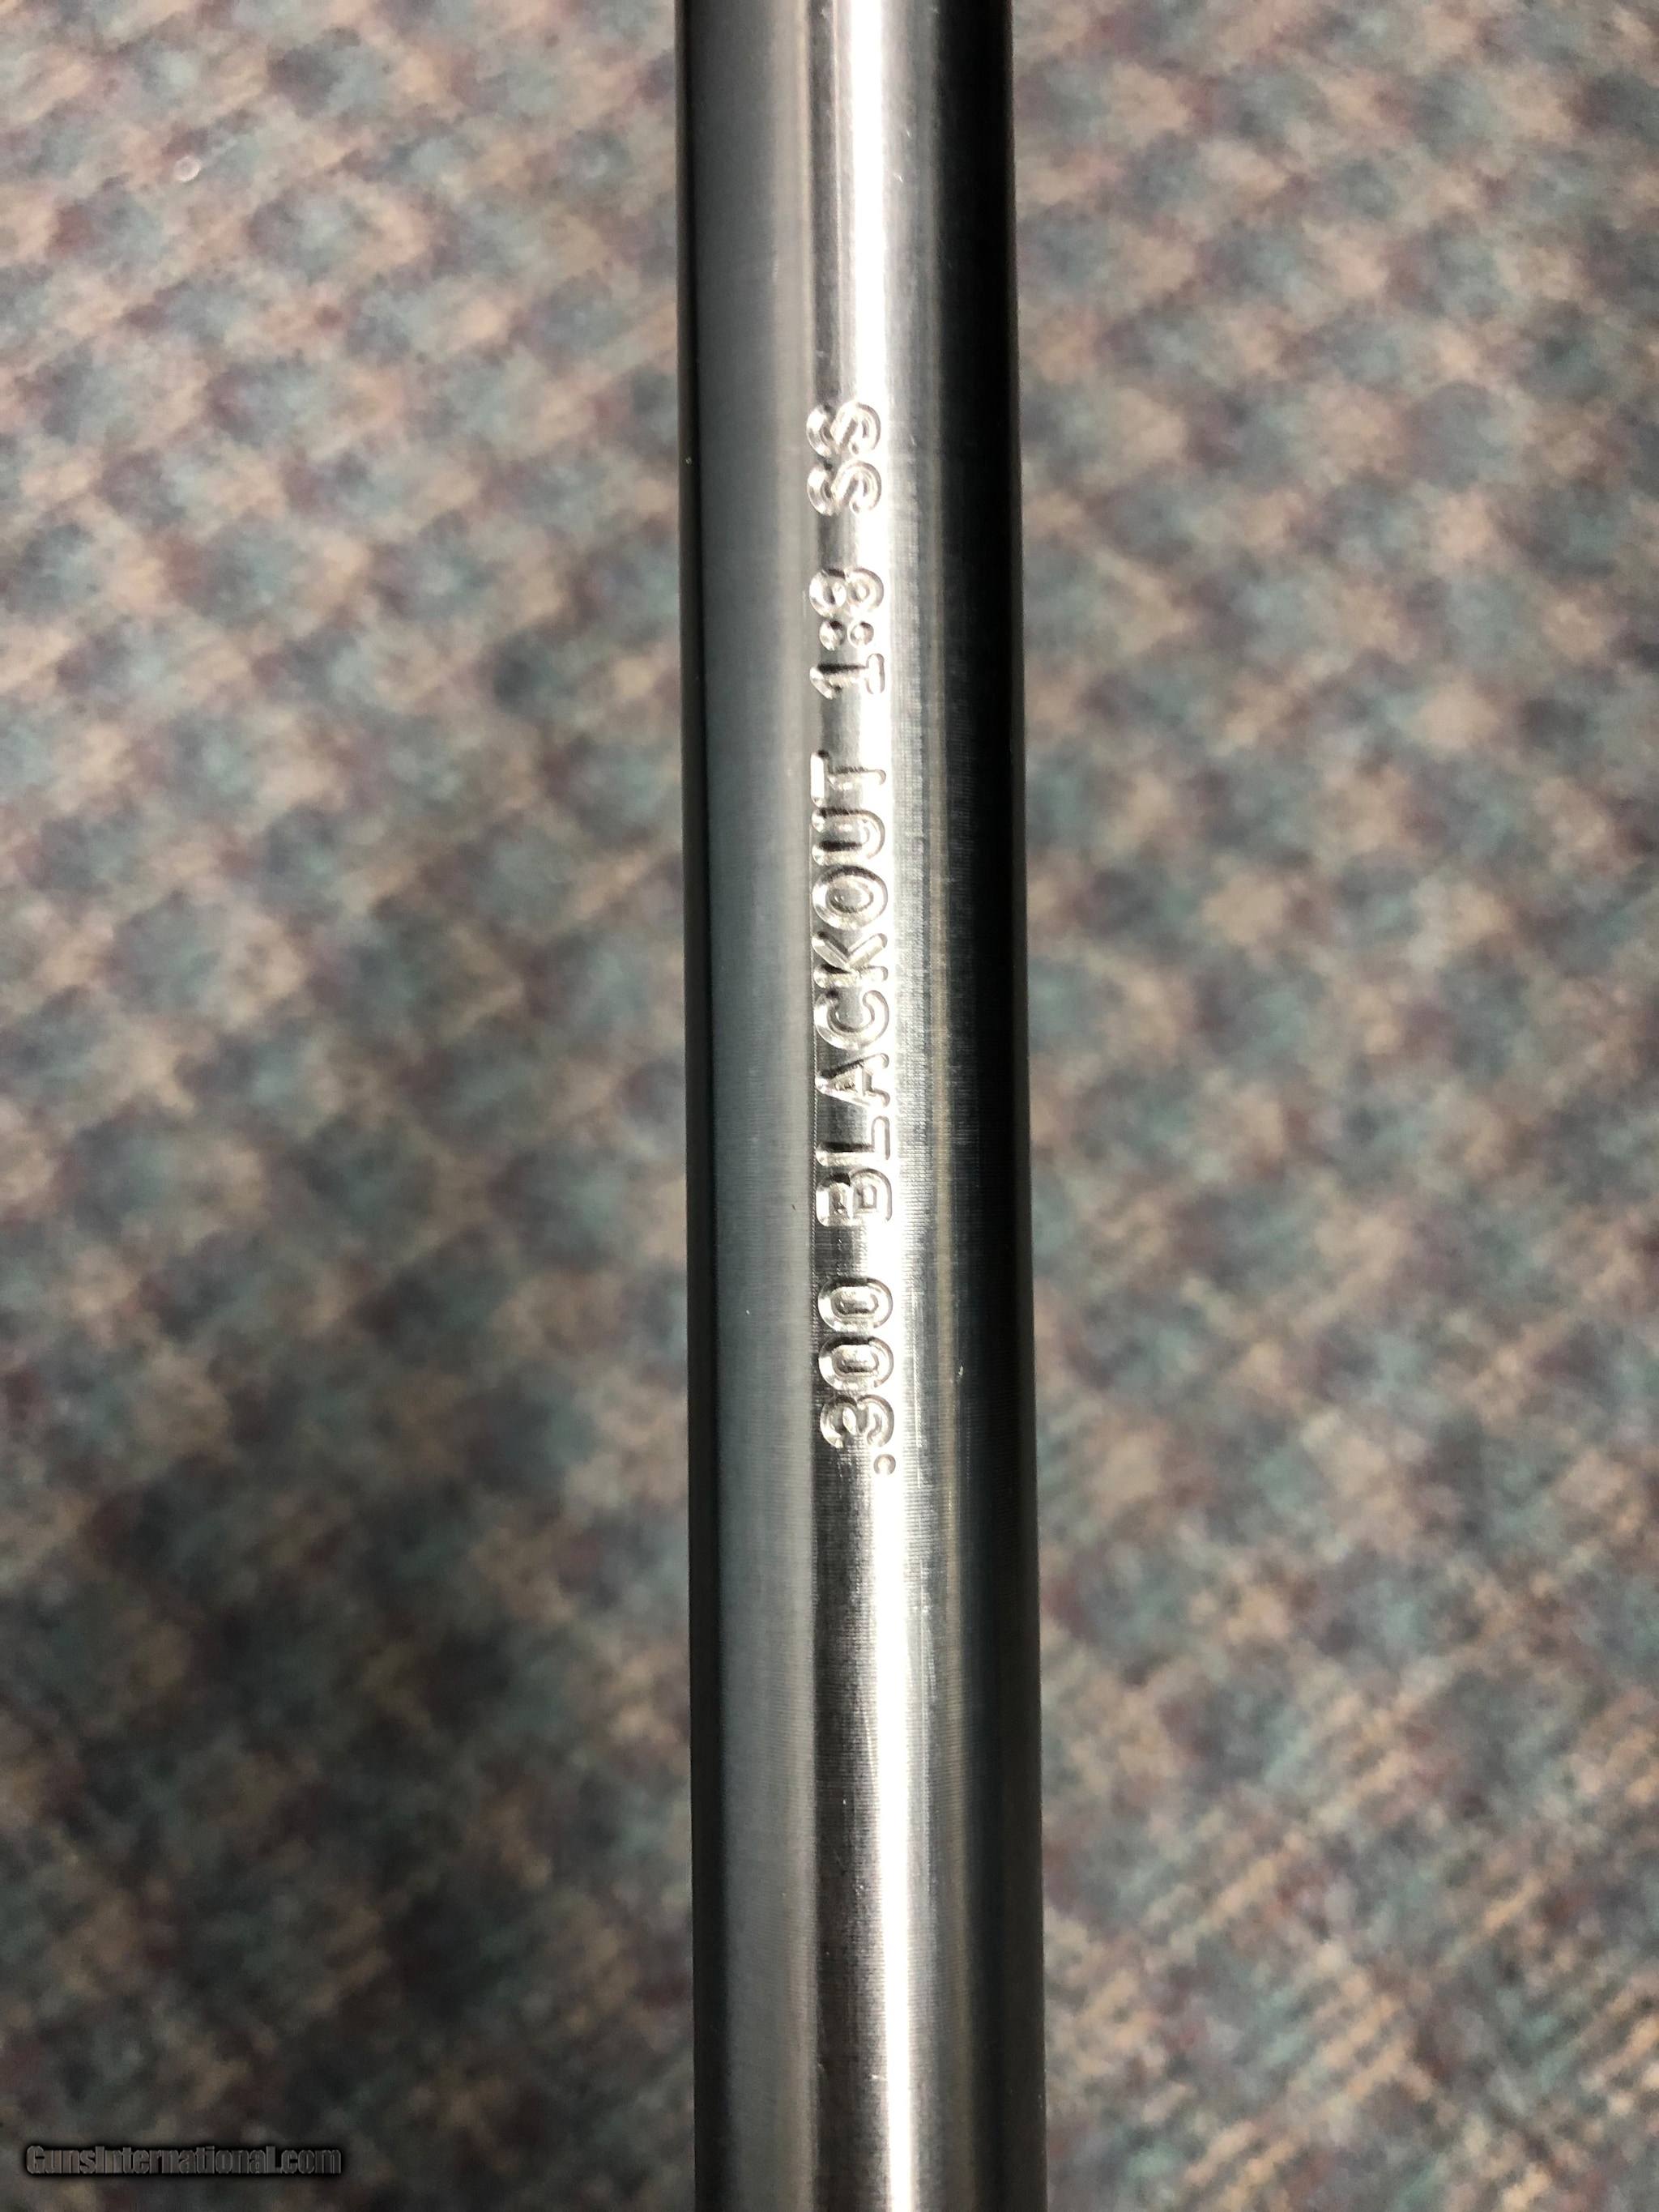 .300 BLACKOUT 1:8 SS
GunsInternational.com